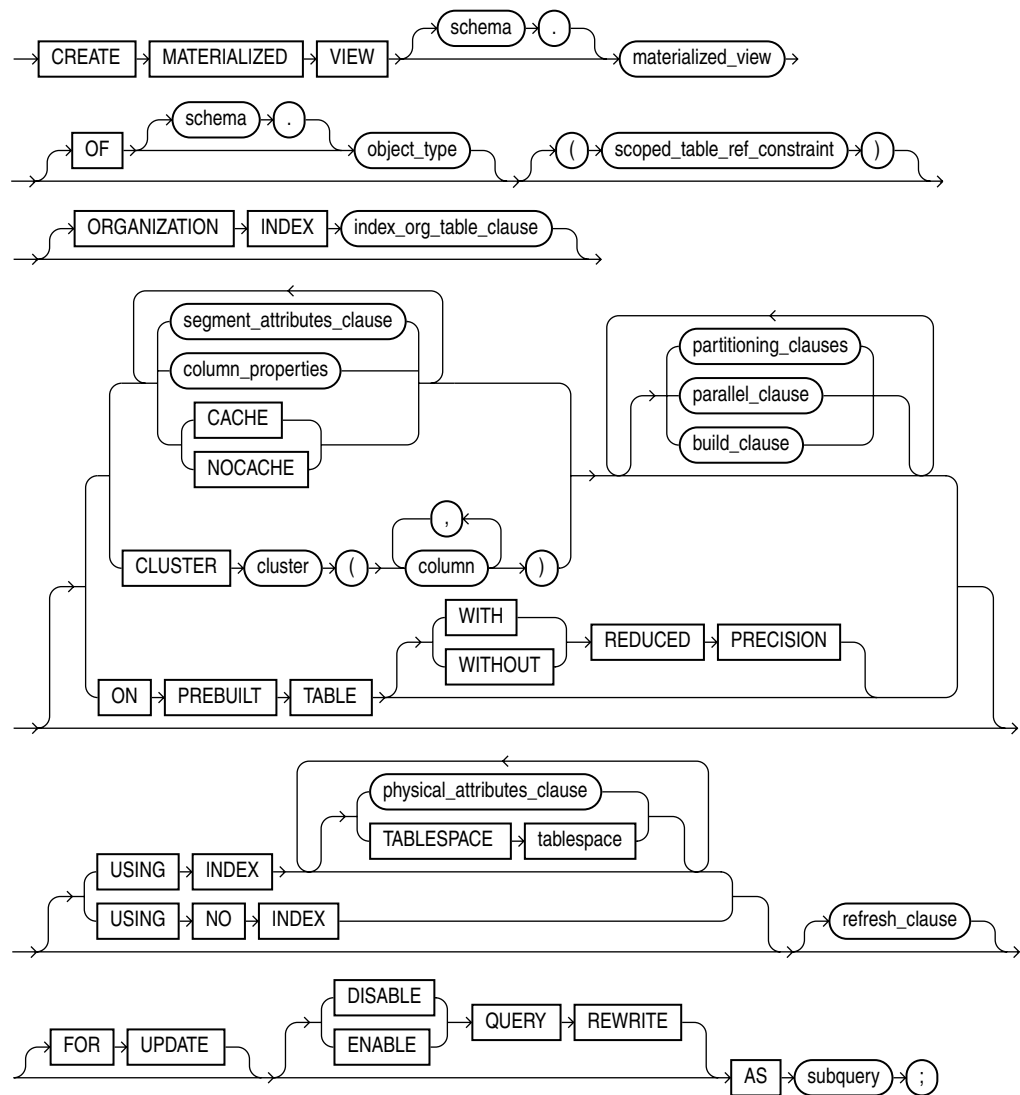 schema .
CREATE MATERIALIZED VIEW materialized_view
schema .
OF object_type ( scoped_table_ref_constraint )
ORGANIZATION INDEX index_org_table_clause
segment_attributes_clause partitioning_clauses
column_properties parallel_clause
CACHE build_clause
NOCACHE
,
CLUSTER cluster ( column )
WITH
WITHOUT REDUCED PRECISION
ON PREBUILT TABLE
physical_attributes_clause
TABLESPACE tablespace
USING INDEX
USING NO INDEX refresh_clause
DISABLE
FOR UPDATE ENABLE QUERY REWRITE
AS subquery ;